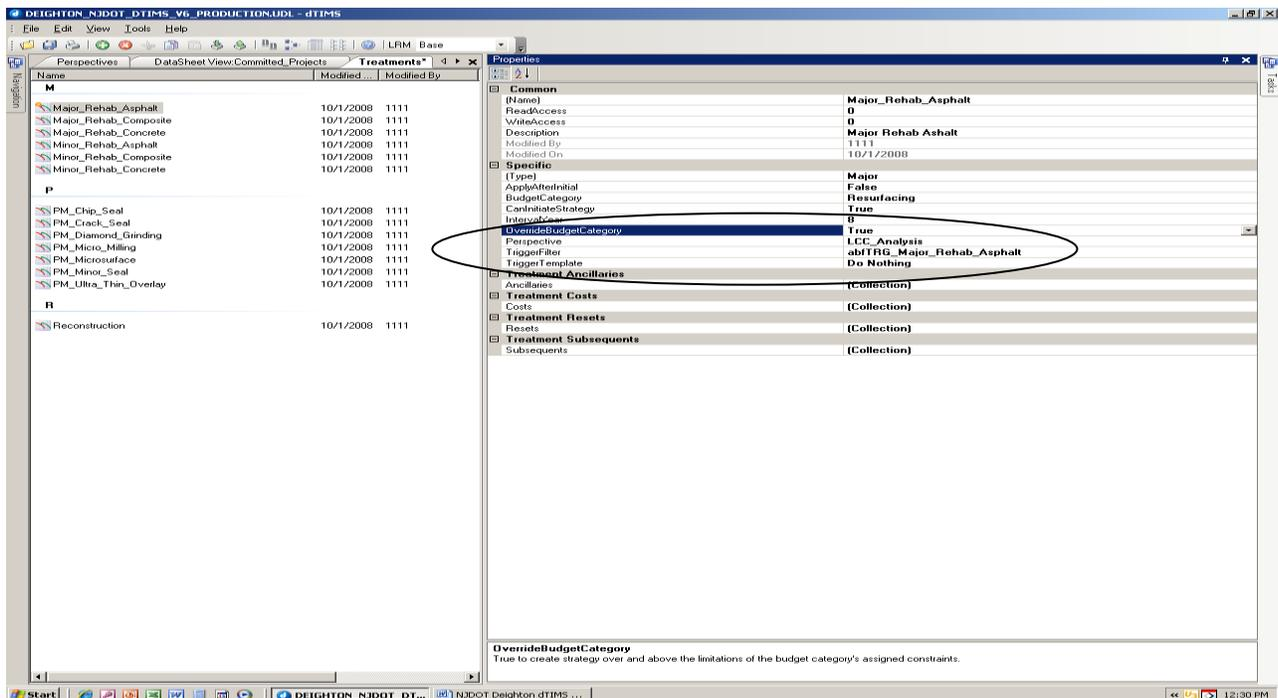 DEIGHTON_NJDOT_DTIMS_V6_PRODUCTION.UDL - dTIMS
File Edit View Tools Help
LRM Base
Perspectives DataSheet View:Committed_Projects Treatments*
Properties
Navigation
Tasks
Name Modified ... Modified By
M
Major_Rehab_Asphalt 10/1/2008 1111
Major_Rehab_Composite 10/1/2008 1111
Major_Rehab_Concrete 10/1/2008 1111
Minor_Rehab_Asphalt 10/1/2008 1111
Minor_Rehab_Composite 10/1/2008 1111
Minor_Rehab_Concrete 10/1/2008 1111
P
PM_Chip_Seal 10/1/2008 1111
PM_Crack_Seal 10/1/2008 1111
PM_Diamond_Grinding 10/1/2008 1111
PM_Micro_Milling 10/1/2008 1111
PM_Microsurface 10/1/2008 1111
PM_Minor_Seal 10/1/2008 1111
PM_Ultra_Thin_Overlay 10/1/2008 1111
R
Reconstruction 10/1/2008 1111
Common
(Name) Major_Rehab_Asphalt
ReadAccess 0
WriteAccess 0
Description Major Rehab Ashalt
Modified By 1111
Modified On 10/1/2008
Specific
(Type) Major
ApplyAfterInitial False
BudgetCategory Resurfacing
CanInitiateStrategy True
IntervalYear 8
OverrideBudgetCategory True
Perspective LCC_Analysis
TriggerFilter abfTRG_Major_Rehab_Asphalt
TriggerTemplate Do Nothing
Treatment Ancillaries
Ancillaries (Collection)
Treatment Costs
Costs (Collection)
Treatment Resets
Resets (Collection)
Treatment Subsequents
Subsequents (Collection)
OverrideBudgetCategory
True to create strategy over and above the limitations of the budget category's assigned constraints.
Start DEIGHTON_NJDOT_DT... NJDOT Deighton dTIMS ... 12:30 PM